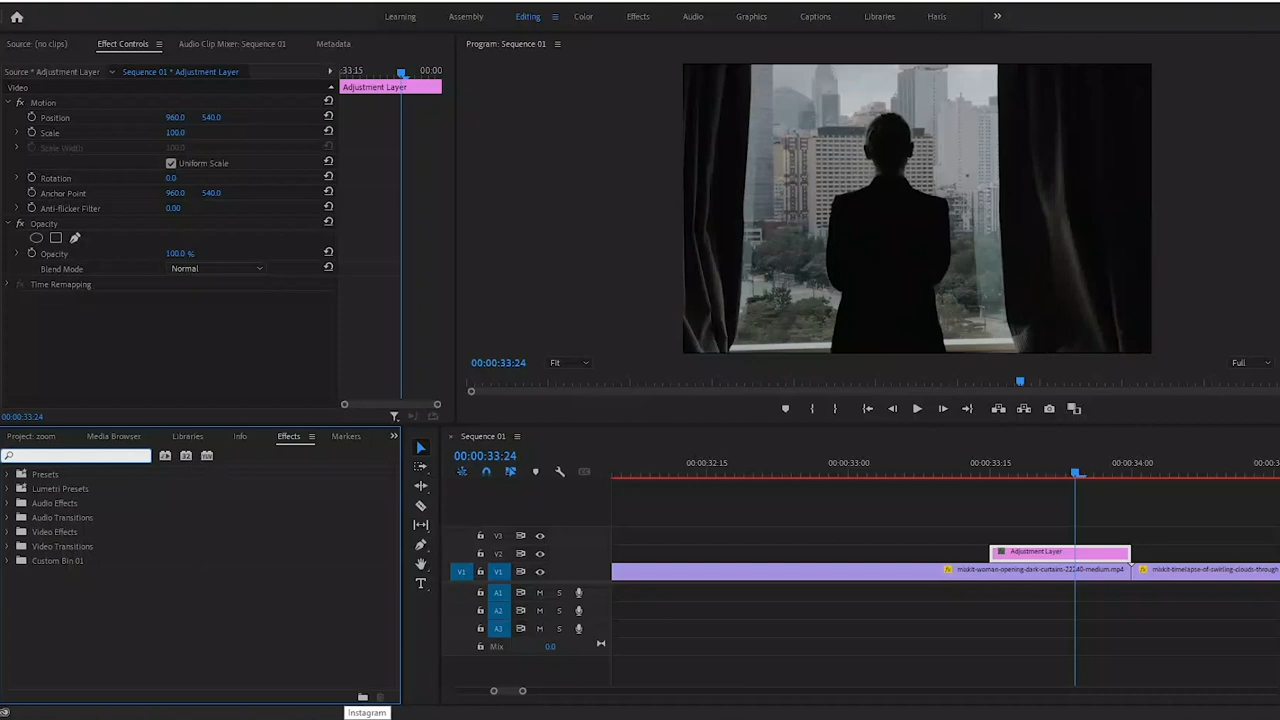 Learning Assembly Editing Color Effects Audio Graphics Captions Libraries Haris
Source: (no clips) Effect Controls Audio Clip Mixer: Sequence 01 Metadata
Program: Sequence 01
Source * Adjustment Layer Sequence 01 * Adjustment Layer
:33:15 00:00
Video
Adjustment Layer
fx Motion
Position 960.0 540.0
Scale 100.0
Scale Width 100.0
Uniform Scale
Rotation 0.0
Anchor Point 960.0 540.0
Anti-flicker Filter 0.00
fx Opacity
Opacity 100.0 %
Blend Mode Normal
fx Time Remapping
00:00:33:24 Fit Full
00:00:33:24
Project: zoom Media Browser Libraries Info Effects Markers
Presets
Lumetri Presets
Audio Effects
Audio Transitions
Video Effects
Video Transitions
Custom Bin 01
Instagram
Sequence 01
00:00:33:24
00:00:32:15 00:00:33:00 00:00:33:15 00:00:34:00 00:00:3
V3
V2 Adjustment Layer
V1 V1 fx mixkit-woman-opening-dark-curtains-22240-medium.mp4 fx mixkit-timelapse-of-swirling-clouds-through
A1 M S
A2 M S
A3 M S
Mix 0.0